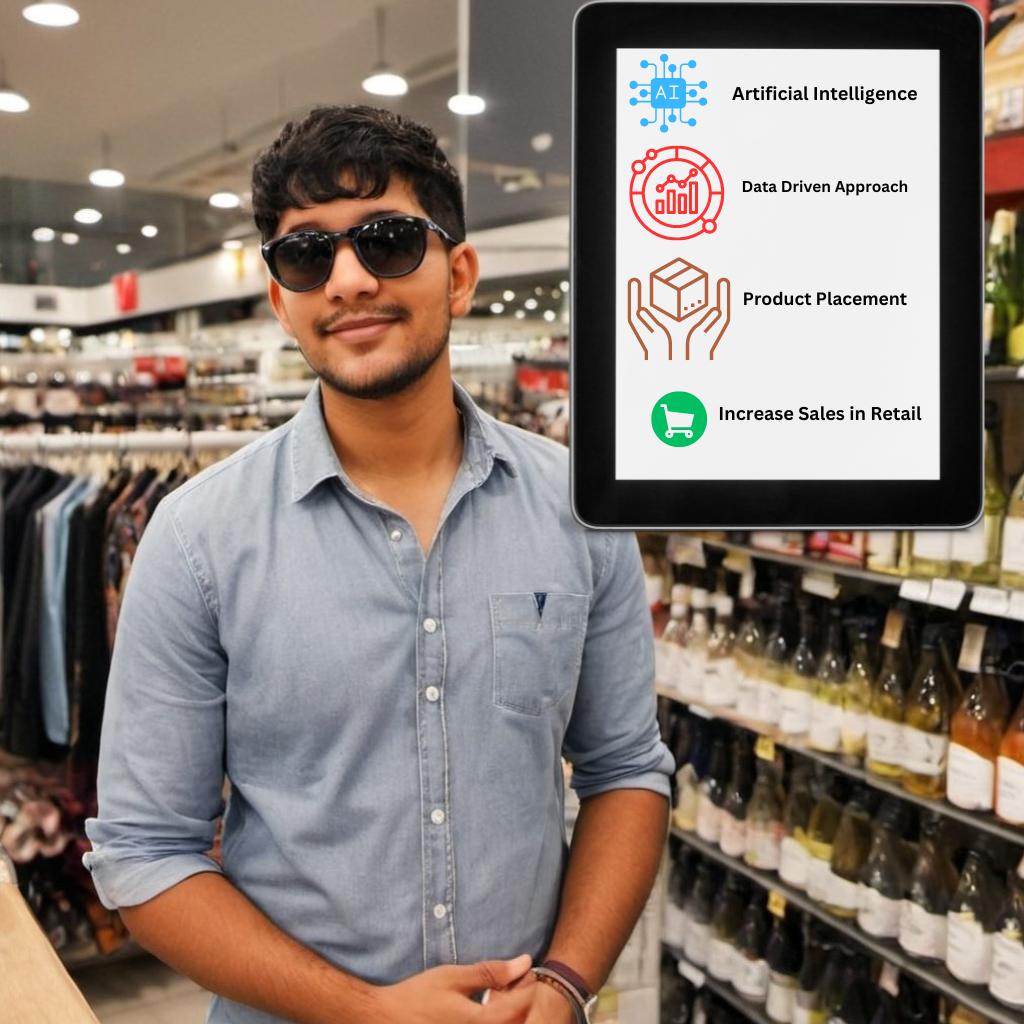 AI
Artificial Intelligence
Data Driven Approach
Product Placement
Increase Sales in Retail